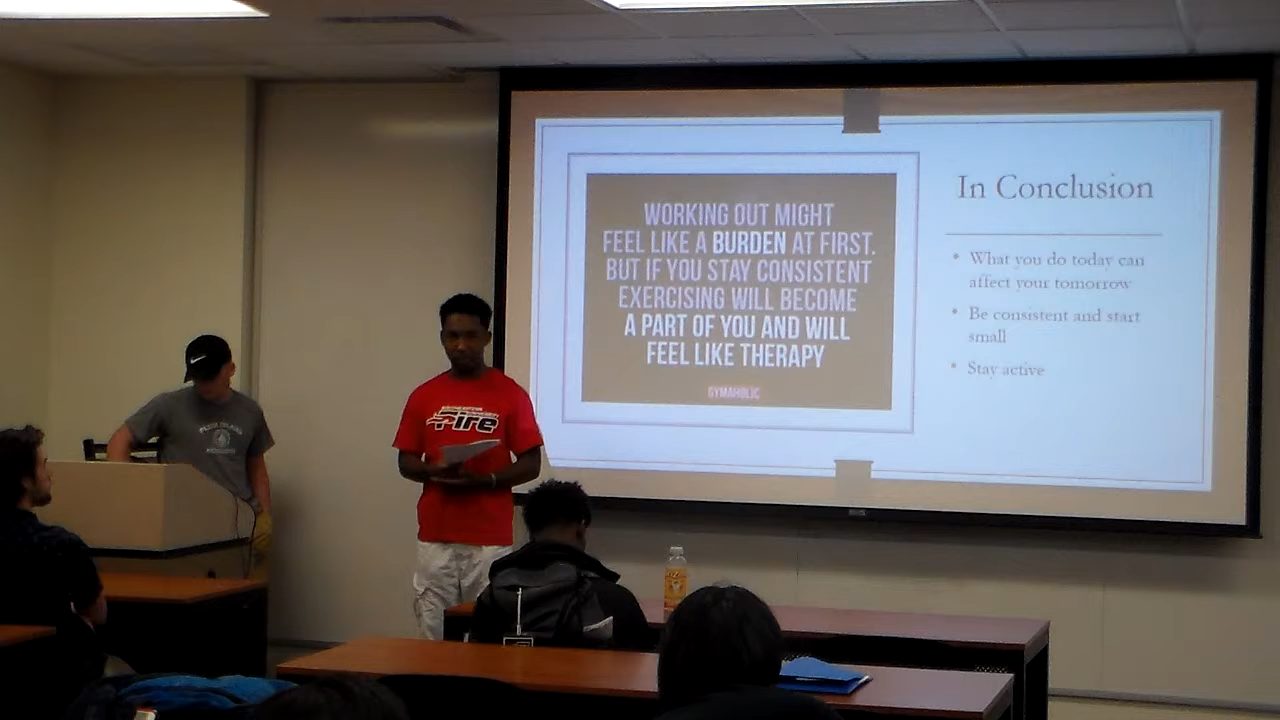 WORKING OUT MIGHT
FEEL LIKE A BURDEN AT FIRST.
BUT IF YOU STAY CONSISTENT
EXERCISING WILL BECOME
A PART OF YOU AND WILL
FEEL LIKE THERAPY
GYMAHOLIC
In Conclusion
• What you do today can
affect your tomorrow
• Be consistent and start
small
• Stay active
Fire